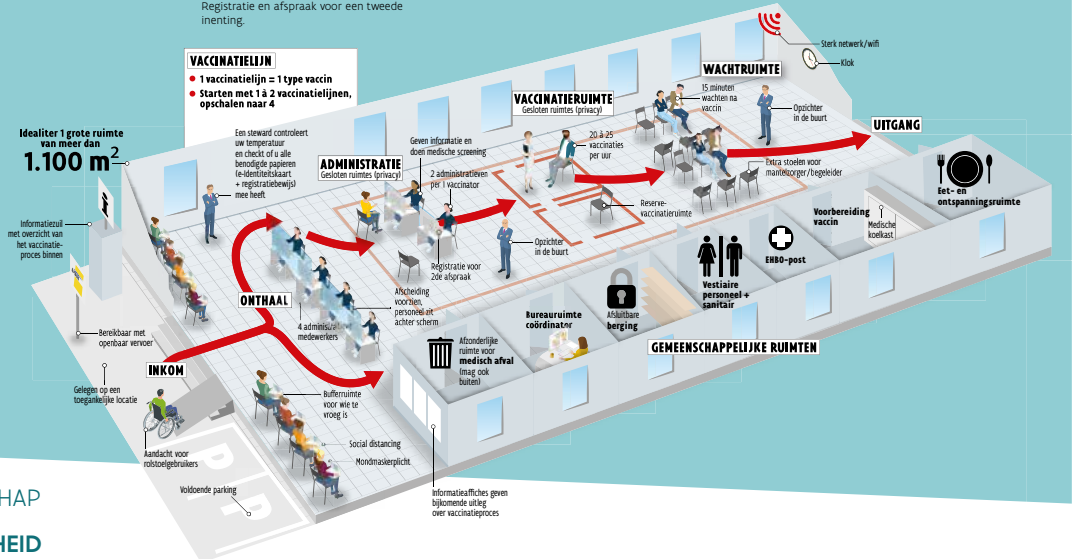 Registratie en afspraak voor een tweede
inenting.
VACCINATIELIJN
1 vaccinatielijn = 1 type vaccin
Starten met 1 à 2 vaccinatielijnen,
opschalen naar 4
Idealiter 1 grote ruimte
van meer dan
1.100 m²
Een steward controleert
uw temperatuur
en checkt of u alle
benodigde papieren
(e-Identiteitskaart
+ registratiebewijs)
mee heeft
ADMINISTRATIE
Gesloten ruimtes (privacy)
Geven informatie en
doen medische screening
2 administratieven
per 1 vaccinator
VACCINATIERUIMTE
Gesloten ruimtes (privacy)
20 à 25
vaccinaties
per uur
WACHTRUIMTE
15 minuten
wachten na
vaccin
Sterk netwerk/wifi
Klok
Opzichter
in de buurt
UITGANG
Extra stoelen voor
mantelzorger/begeleider
Reserve-
vaccinatieruimte
Opzichter
in de buurt
Registratie voor
2de afspraak
Informatiezuil
met overzicht van
het vaccinatie-
proces binnen
ONTHAAL
4 administratieve
medewerkers
Afscheiding
voorzien,
personeel zit
achter scherm
Bereikbaar met
openbaar vervoer
INKOM
Gelegen op een
toegankelijke locatie
Aandacht voor
rolstoelgebruikers
Voldoende parking
P P
Bufferruimte
voor wie te
vroeg is
Social distancing
Mondmaskerplicht
Informatieaffiches geven
bijkomende uitleg
over vaccinatieproces
Afzonderlijke
ruimte voor
medisch afval
(mag ook
buiten)
Bureauruimte
coördinator
Afsluitbare
berging
Vestiaire
personeel +
sanitair
EHBO-post
Voorbereiding
vaccin
Medische
koelkast
Eet- en
ontspanningsruimte
GEMEENSCHAPPELIJKE RUIMTEN
HAP
HEID